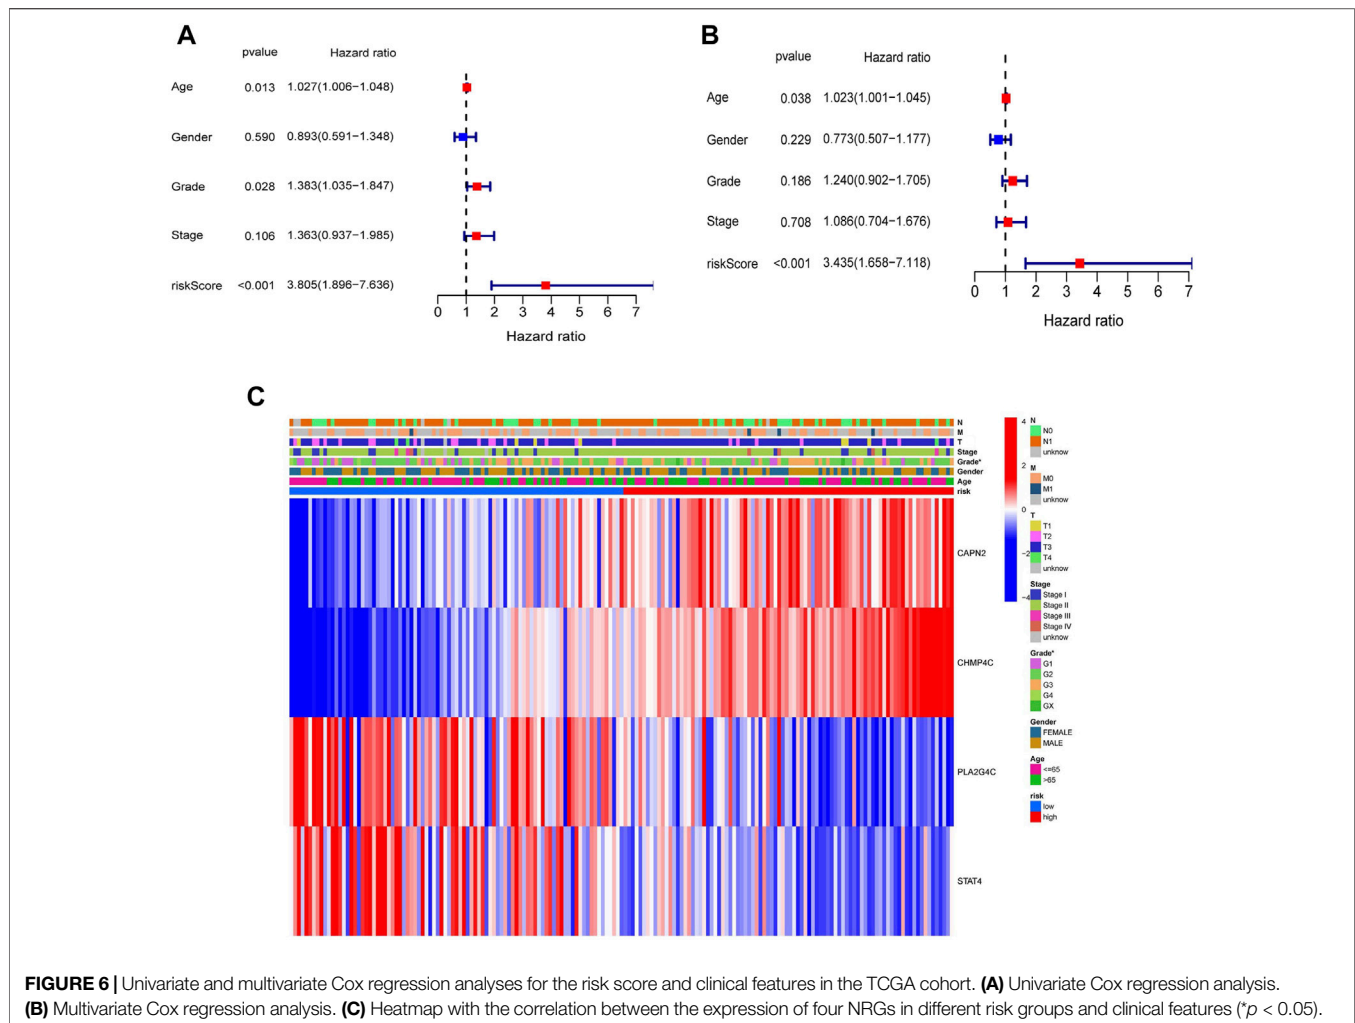 A
pvalue Hazard ratio
Age 0.013 1.027(1.006−1.048)
Gender 0.590 0.893(0.591−1.348)
Grade 0.028 1.383(1.035−1.847)
Stage 0.106 1.363(0.937−1.985)
riskScore <0.001 3.805(1.896−7.636)
0 1 2 3 4 5 6 7
Hazard ratio
B
pvalue Hazard ratio
Age 0.038 1.023(1.001−1.045)
Gender 0.229 0.773(0.507−1.177)
Grade 0.186 1.240(0.902−1.705)
Stage 0.708 1.086(0.704−1.676)
riskScore <0.001 3.435(1.658−7.118)
0 1 2 3 4 5 6 7
Hazard ratio
C
N
M
T
Stage
Grade*
Gender
Age
risk
CAPN2
CHMP4C
PLA2G4C
STAT4
4
2
0
−2
−4
N
N0
N1
unknow
M
M0
M1
unknow
T
T1
T2
T3
T4
unknow
Stage
Stage I
Stage II
Stage III
Stage IV
unknow
Grade*
G1
G2
G3
G4
GX
Gender
FEMALE
MALE
Age
<=65
>65
risk
low
high
FIGURE 6 | Univariate and multivariate Cox regression analyses for the risk score and clinical features in the TCGA cohort. (A) Univariate Cox regression analysis.
(B) Multivariate Cox regression analysis. (C) Heatmap with the correlation between the expression of four NRGs in different risk groups and clinical features (*p < 0.05).